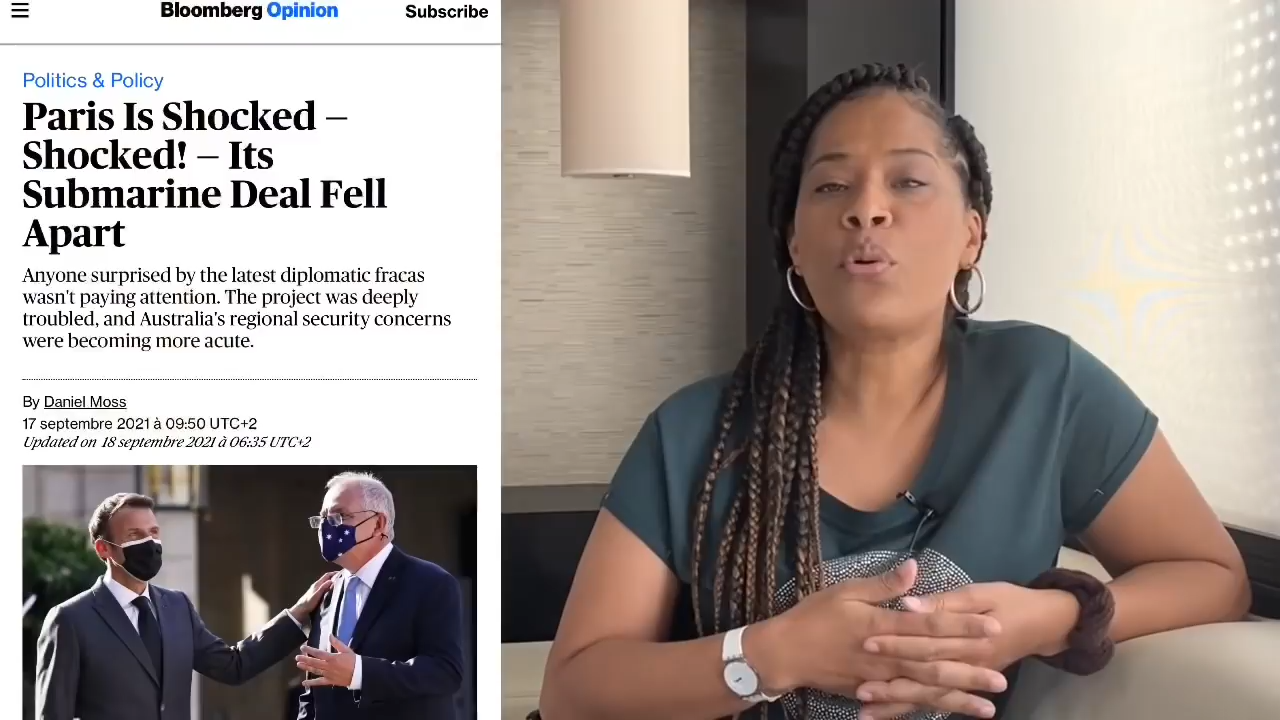 Bloomberg Opinion
Subscribe
Politics & Policy
Paris Is Shocked –
Shocked! – Its
Submarine Deal Fell
Apart
Anyone surprised by the latest diplomatic fracas
wasn't paying attention. The project was deeply
troubled, and Australia's regional security concerns
were becoming more acute.
By Daniel Moss
17 septembre 2021 à 09:50 UTC+2
Updated on 18 septembre 2021 à 06:35 UTC+2